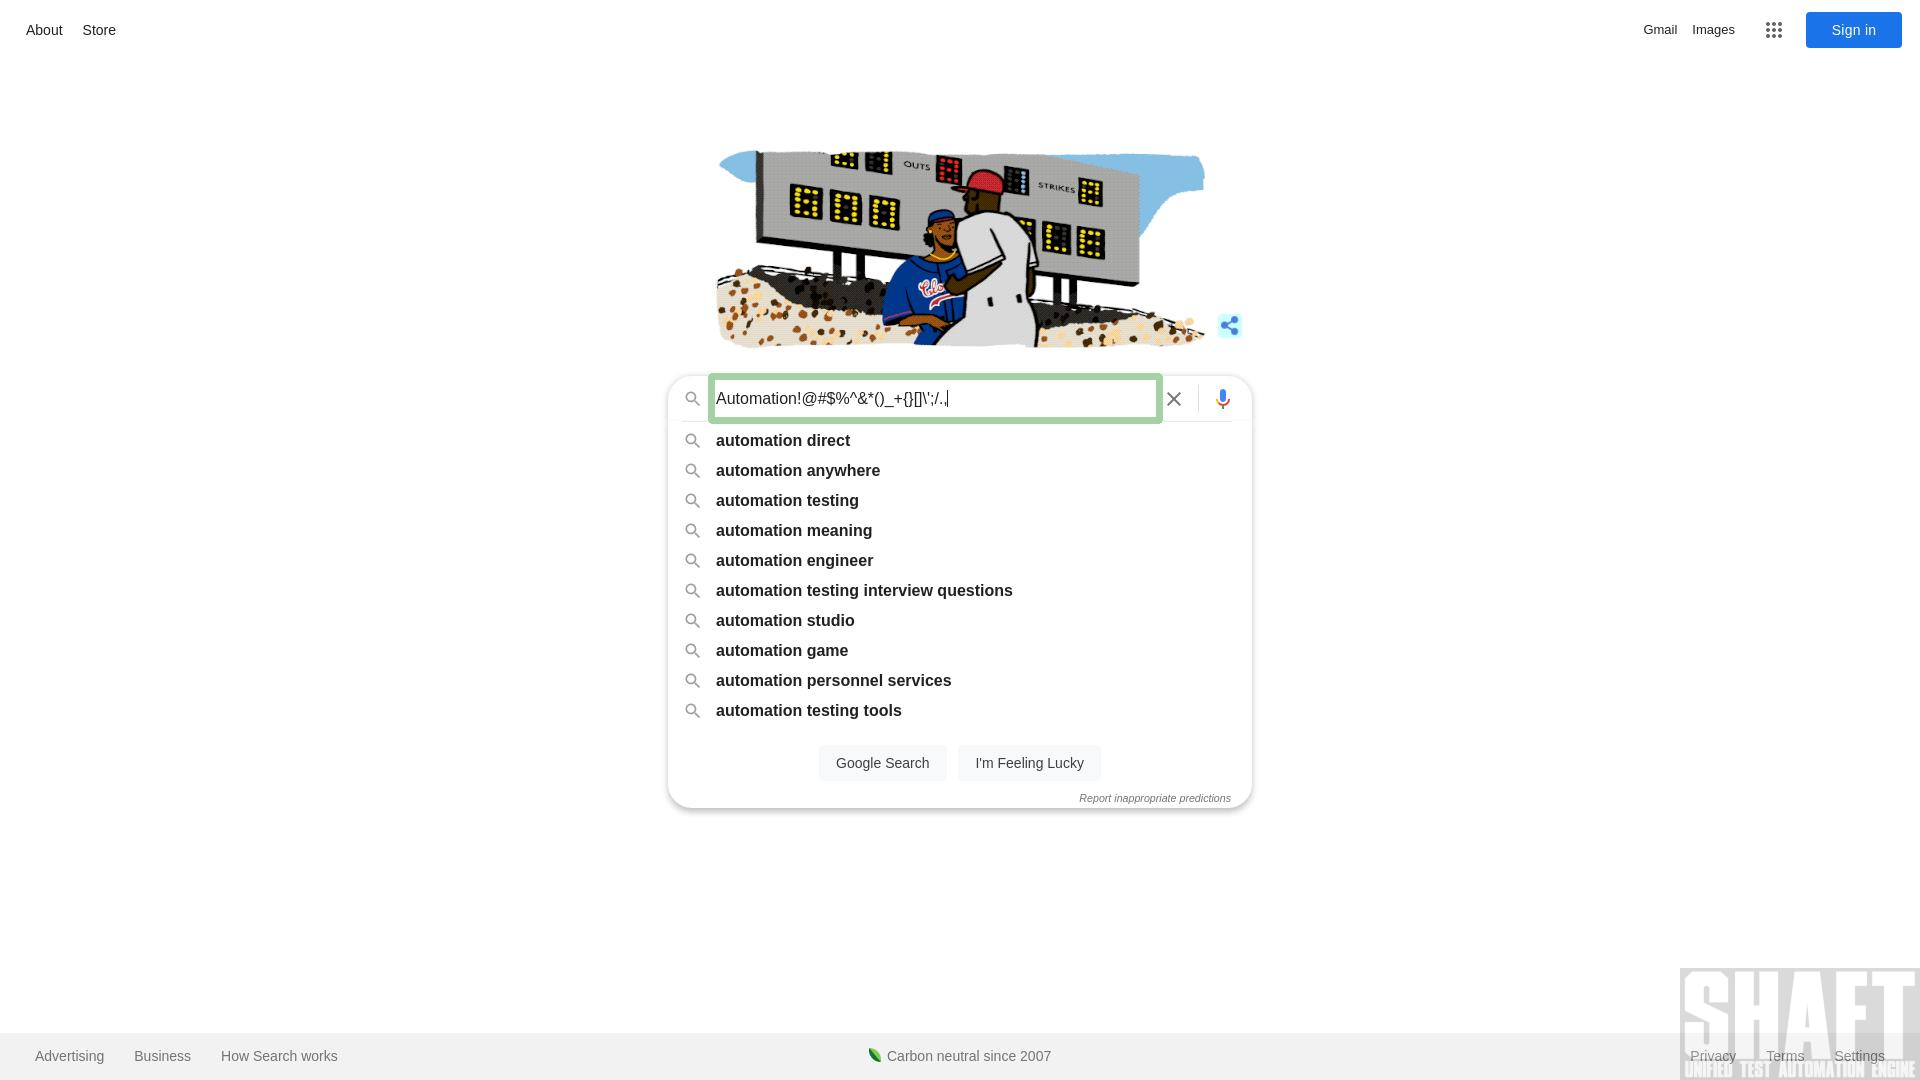 About Store Gmail Images Sign in
OUTS
STRIKES
Automation!@#$%^&*()_+{}[]\';/.,
automation direct
automation anywhere
automation testing
automation meaning
automation engineer
automation testing interview questions
automation studio
automation game
automation personnel services
automation testing tools
Google Search I'm Feeling Lucky
Report inappropriate predictions
SHAFT
Advertising Business How Search works Carbon neutral since 2007 Privacy Terms Settings
UNIFIED TEST AUTOMATION ENGINE